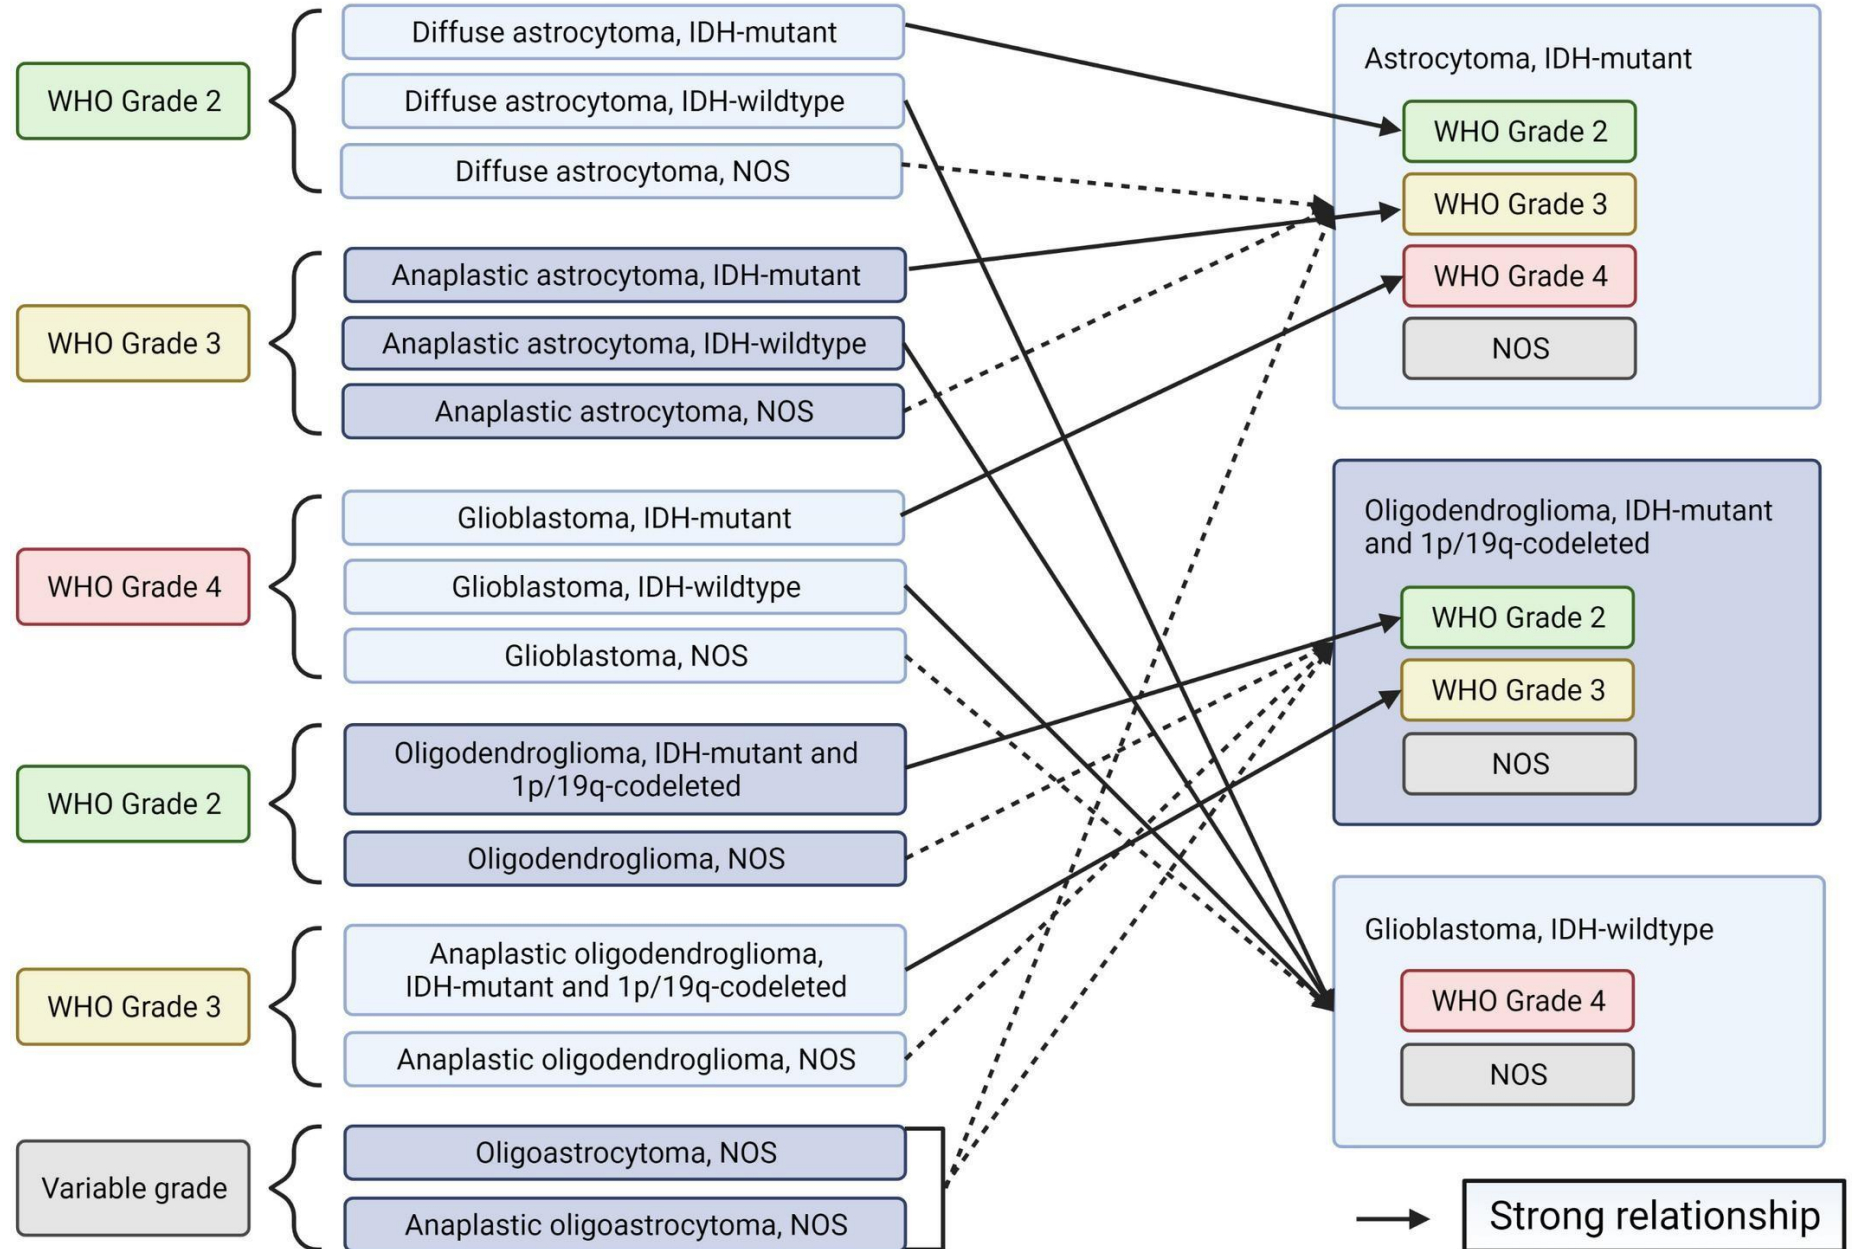 WHO Grade 2
Diffuse astrocytoma, IDH-mutant
Diffuse astrocytoma, IDH-wildtype
Diffuse astrocytoma, NOS
WHO Grade 3
Anaplastic astrocytoma, IDH-mutant
Anaplastic astrocytoma, IDH-wildtype
Anaplastic astrocytoma, NOS
WHO Grade 4
Glioblastoma, IDH-mutant
Glioblastoma, IDH-wildtype
Glioblastoma, NOS
WHO Grade 2
Oligodendroglioma, IDH-mutant and
1p/19q-codeleted
Oligodendroglioma, NOS
WHO Grade 3
Anaplastic oligodendroglioma,
IDH-mutant and 1p/19q-codeleted
Anaplastic oligodendroglioma, NOS
Variable grade
Oligoastrocytoma, NOS
Anaplastic oligoastrocytoma, NOS
Astrocytoma, IDH-mutant
WHO Grade 2
WHO Grade 3
WHO Grade 4
NOS
Oligodendroglioma, IDH-mutant
and 1p/19q-codeleted
WHO Grade 2
WHO Grade 3
NOS
Glioblastoma, IDH-wildtype
WHO Grade 4
NOS
Strong relationship